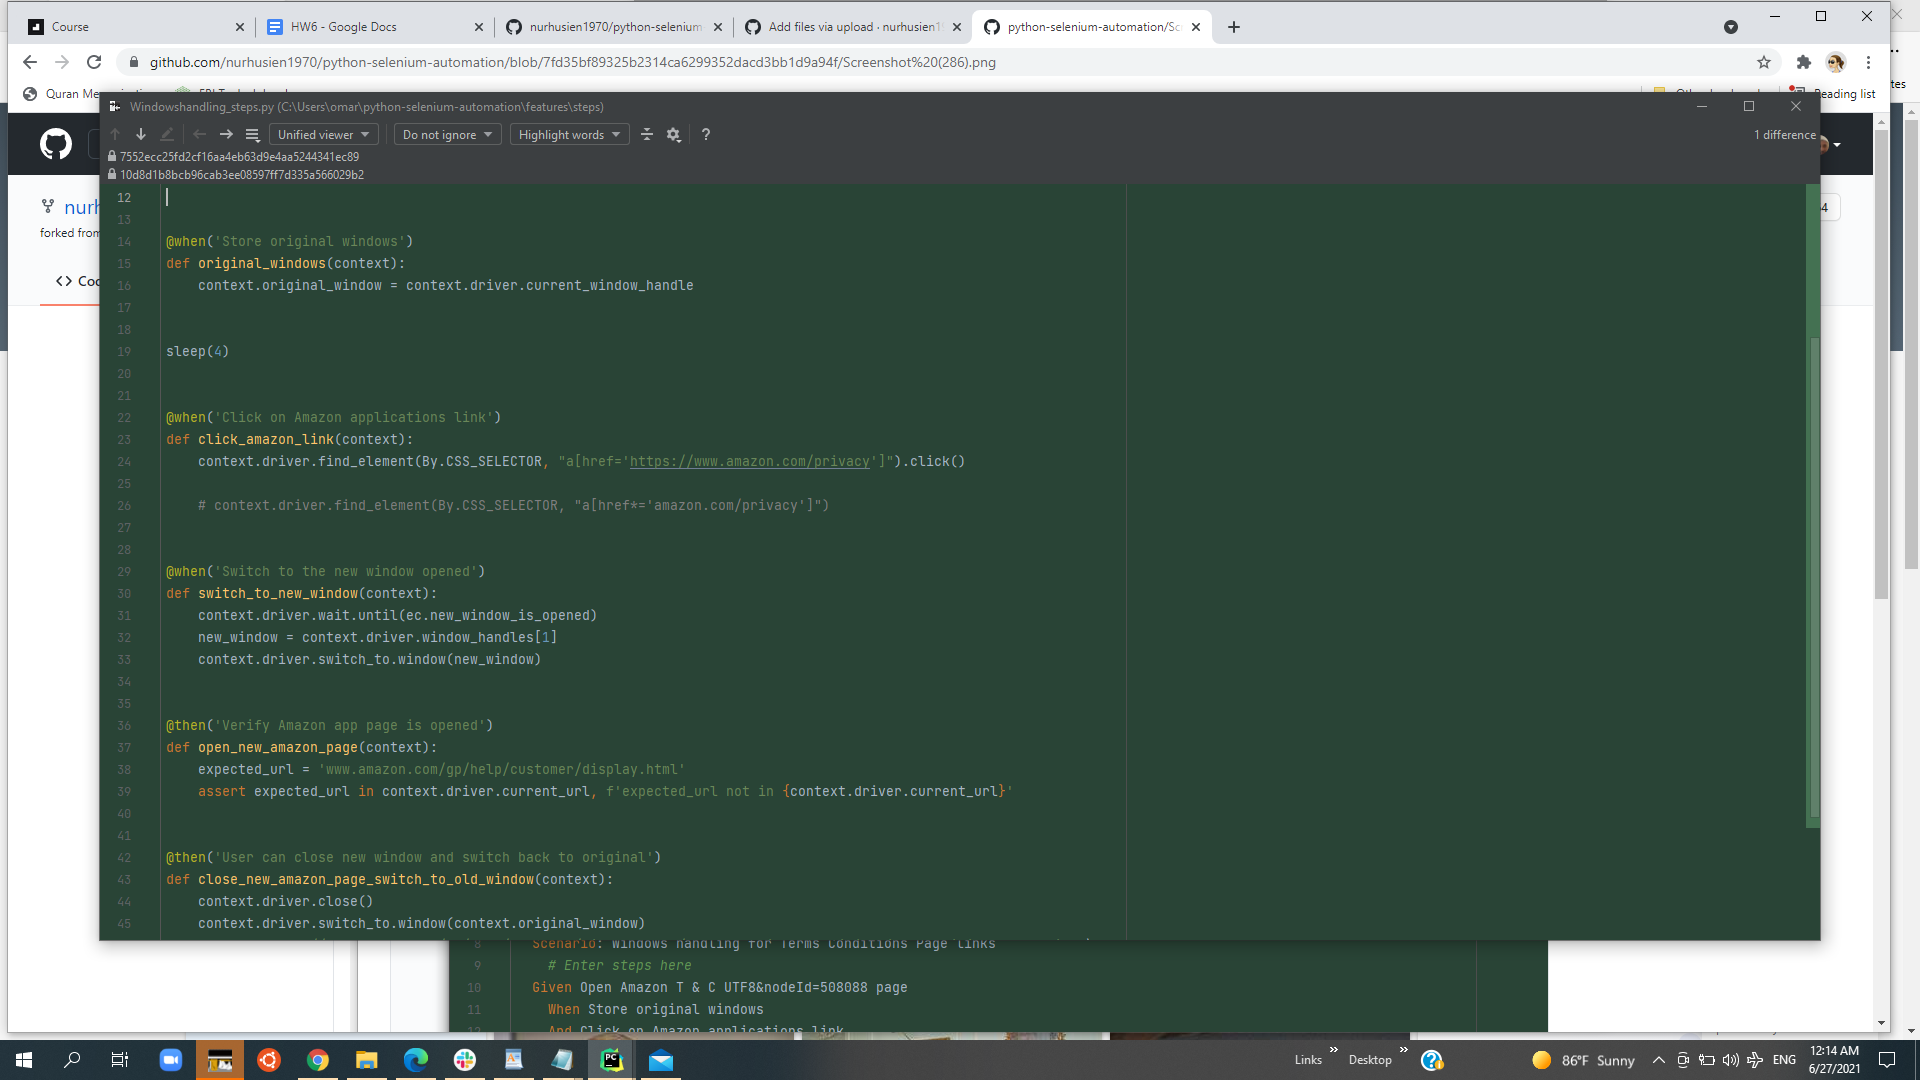 Course
HW6 - Google Docs
nurhusien1970/python-selenium
Add files via upload · nurhusien1
python-selenium-automation/Scr
github.com/nurhusien1970/python-selenium-automation/blob/7fd35bf89325b2314ca6299352dacd3bb1d9a94f/Screenshot%20(286).png
Quran Me
Reading list
Windowshandling_steps.py (C:\Users\omar\python-selenium-automation\features\steps)
Unified viewer
Do not ignore
Highlight words
?
1 difference
7552ecc25fd2cf16aa4eb63d9e4aa5244341ec89
10d8d1b8bcb96cab3ee08597ff7d335a566029b2
nurh
forked from
<> Coo
4
12
13
14 @when('Store original windows')
15 def original_windows(context):
16 context.original_window = context.driver.current_window_handle
17
18
19 sleep(4)
20
21
22 @when('Click on Amazon applications link')
23 def click_amazon_link(context):
24 context.driver.find_element(By.CSS_SELECTOR, "a[href='https://www.amazon.com/privacy']").click()
25
26 # context.driver.find_element(By.CSS_SELECTOR, "a[href*='amazon.com/privacy']")
27
28
29 @when('Switch to the new window opened')
30 def switch_to_new_window(context):
31 context.driver.wait.until(ec.new_window_is_opened)
32 new_window = context.driver.window_handles[1]
33 context.driver.switch_to.window(new_window)
34
35
36 @then('Verify Amazon app page is opened')
37 def open_new_amazon_page(context):
38 expected_url = 'www.amazon.com/gp/help/customer/display.html'
39 assert expected_url in context.driver.current_url, f'expected_url not in {context.driver.current_url}'
40
41
42 @then('User can close new window and switch back to original')
43 def close_new_amazon_page_switch_to_old_window(context):
44 context.driver.close()
45 context.driver.switch_to.window(context.original_window)
8 Scenario: Windows handling for Terms Conditions Page links
9 # Enter steps here
10 Given Open Amazon T & C UTF8&nodeId=508088 page
11 When Store original windows
12 And Click on Amazon applications link
Links
Desktop
86°F Sunny
ENG
12:14 AM
6/27/2021